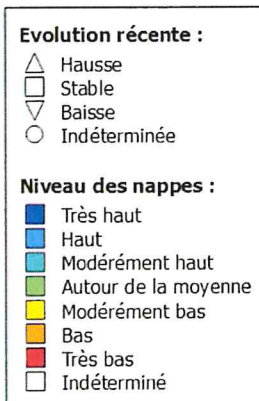 Evolution récente :
Hausse
Stable
Baisse
Indéterminée
Niveau des nappes :
Très haut
Haut
Modérément haut
Autour de la moyenne
Modérément bas
Bas
Très bas
Indéterminé